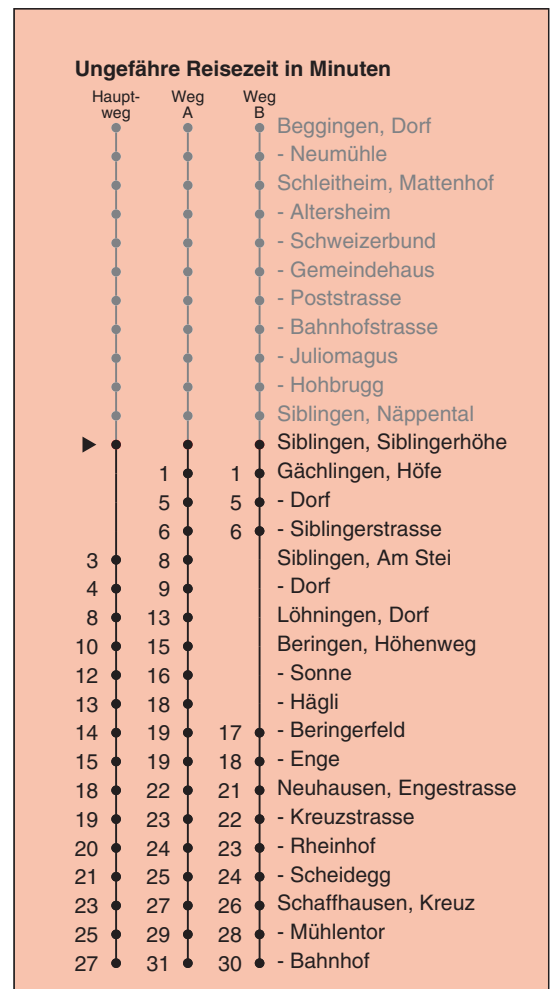 Ungefähre Reisezeit in Minuten
Haupt- Weg Weg
weg A B
Beggingen, Dorf
- Neumühle
Schleitheim, Mattenhof
- Altersheim
- Schweizerbund
- Gemeindehaus
- Poststrasse
- Bahnhofstrasse
- Juliomagus
- Hohbrugg
Siblingen, Näppental
Siblingen, Siblingerhöhe
1 1 Gächlingen, Höfe
5 5 - Dorf
6 6 - Siblingerstrasse
3 8 Siblingen, Am Stei
4 9 - Dorf
8 13 Löhningen, Dorf
10 15 Beringen, Höhenweg
12 16 - Sonne
13 18 - Hägli
14 19 17 - Beringerfeld
15 19 18 - Enge
18 22 21 Neuhausen, Engestrasse
19 23 22 - Kreuzstrasse
20 24 23 - Rheinhof
21 25 24 - Scheidegg
23 27 26 Schaffhausen, Kreuz
25 29 28 - Mühlentor
27 31 30 - Bahnhof